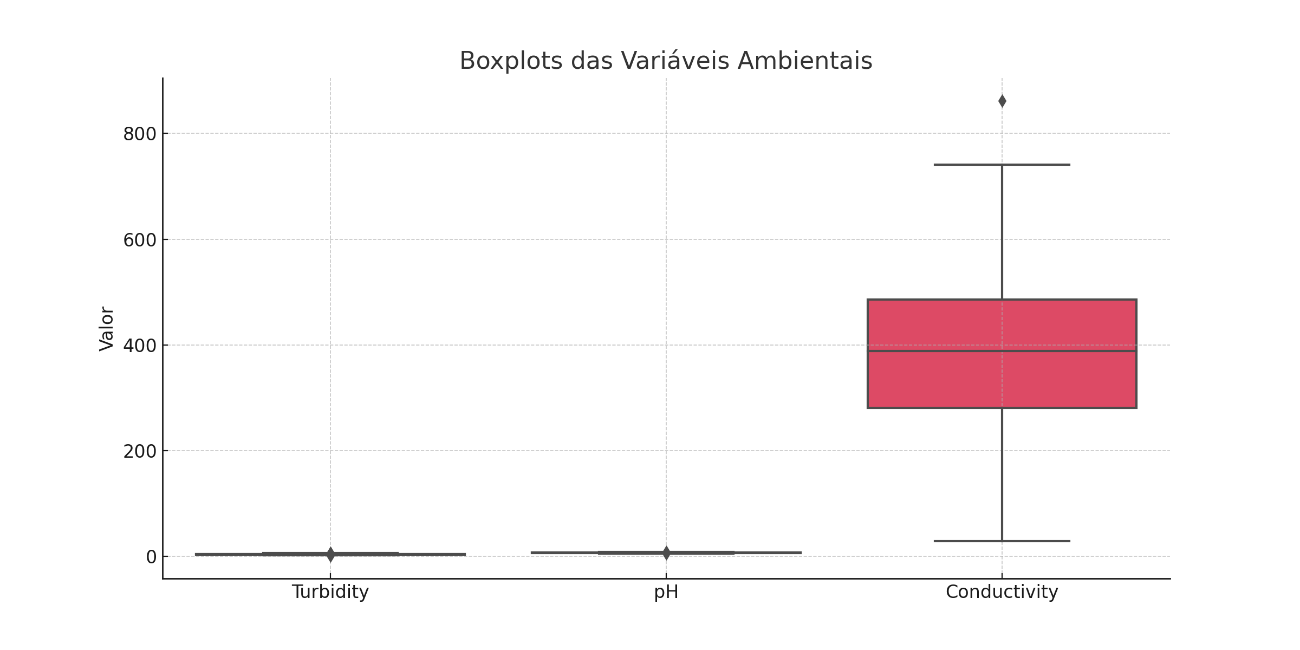 Boxplots das Variáveis Ambientais
800
600
400
200
0
Valor
Turbidity
pH
Conductivity